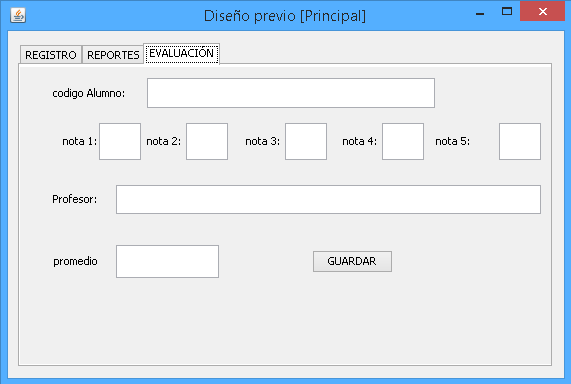 Diseño previo [Principal]
REGISTRO REPORTES EVALUACIÓN
codigo Alumno:
nota 1: nota 2: nota 3: nota 4: nota 5:
Profesor:
promedio GUARDAR